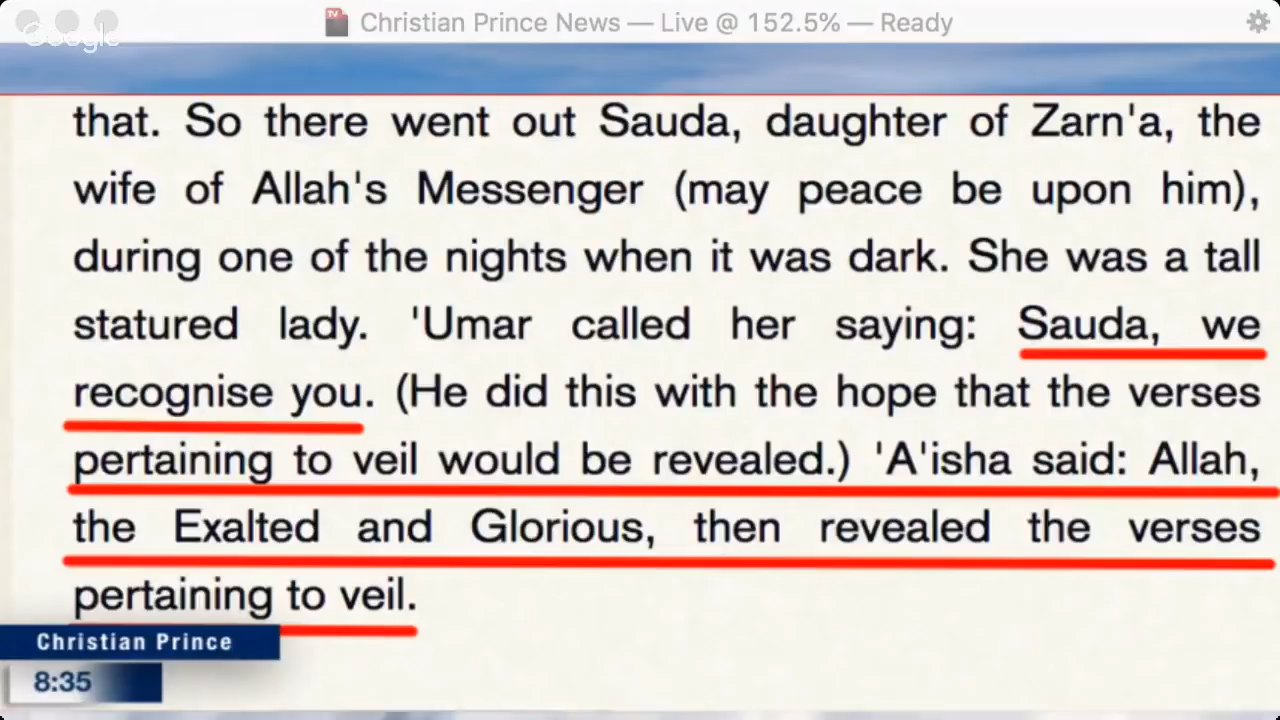 Christian Prince News — Live @ 152.5% — Ready
TV
Google
that. So there went out Sauda, daughter of Zarn'a, the
wife of Allah's Messenger (may peace be upon him),
during one of the nights when it was dark. She was a tall
statured lady. 'Umar called her saying: Sauda, we
recognise you. (He did this with the hope that the verses
pertaining to veil would be revealed.) 'A'isha said: Allah,
the Exalted and Glorious, then revealed the verses
pertaining to veil.
Christian Prince
8:35